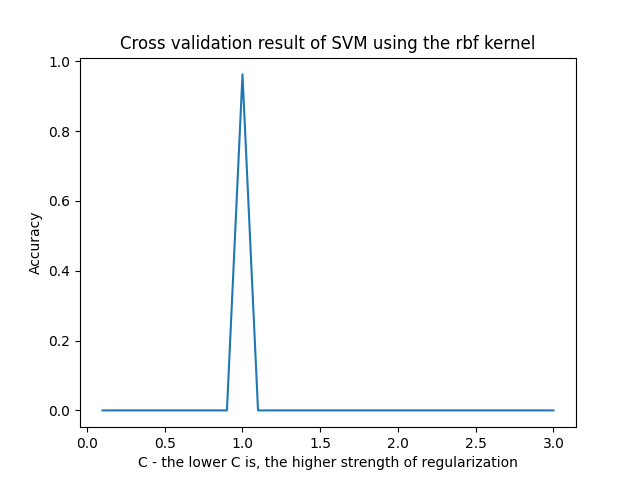 Cross validation result of SVM using the rbf kernel
1.0
0.8
0.6
0.4
0.2
0.0
Accuracy
0.0 0.5 1.0 1.5 2.0 2.5 3.0
C - the lower C is, the higher strength of regularization